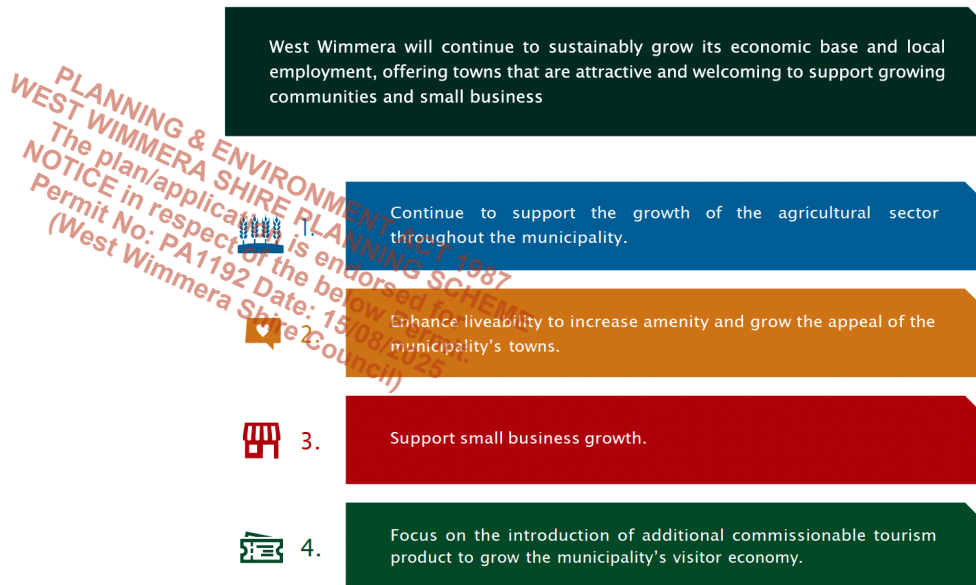 West Wimmera will continue to sustainably grow its economic base and local
employment, offering towns that are attractive and welcoming to support growing
communities and small business
PLANNING & ENVIRONMENT ACT 1987
WEST WIMMERA SHIRE PLANNING SCHEME
The plan/application is endorsed for
NOTICE in respect of the below Permit.
Permit No: PA1192 Date: 15/08/2025
(West Wimmera Shire Council)
1.
Continue to support the growth of the agricultural sector
throughout the municipality.
2.
Enhance liveability to increase amenity and grow the appeal of the
municipality's towns.
3.
Support small business growth.
4.
Focus on the introduction of additional commissionable tourism
product to grow the municipality's visitor economy.